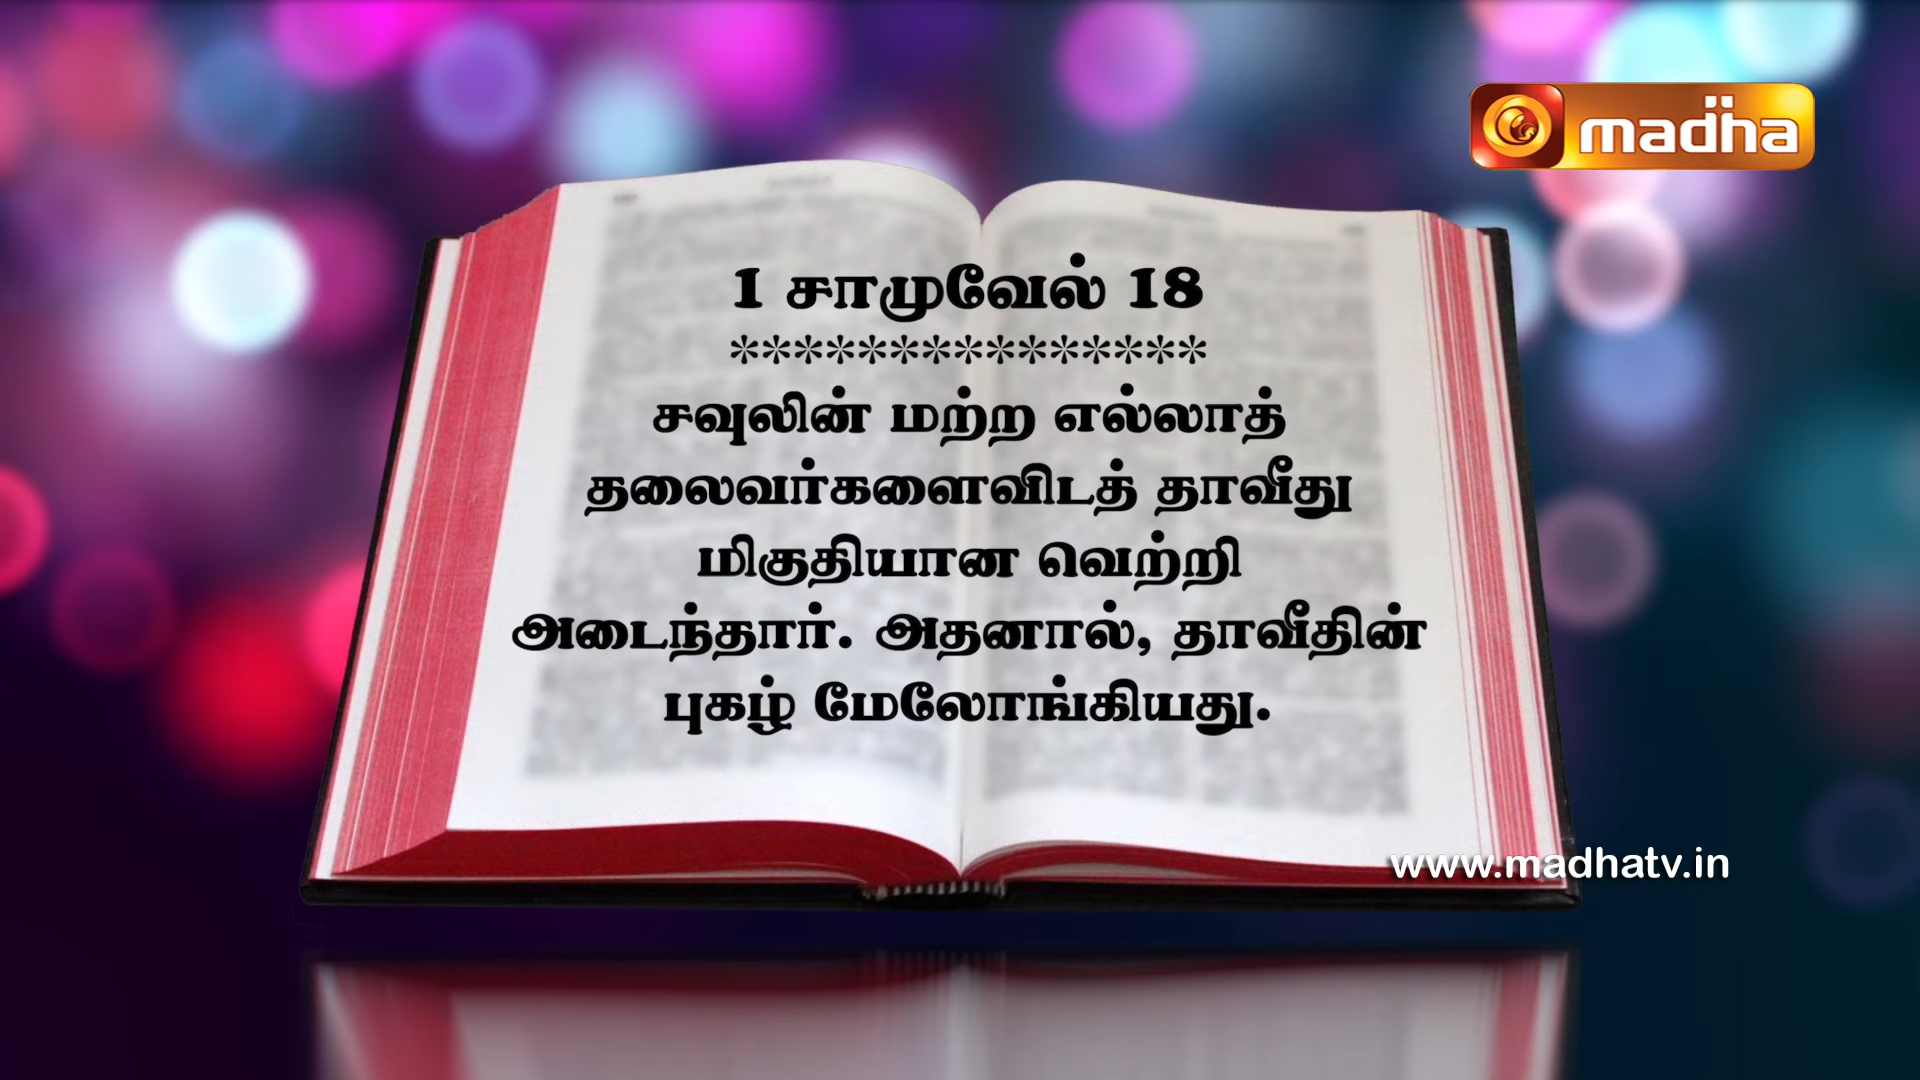 madha
1 சாமுவேல் 18
***************
சவுலின் மற்ற எல்லாத்
தலைவர்களைவிடத் தாவீது
மிகுதியான வெற்றி
அடைந்தார். அதனால், தாவீதின்
புகழ் மேலோங்கியது.
www.madhatv.in